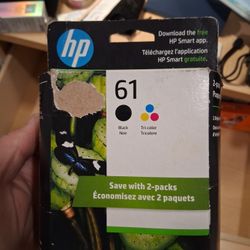 hp
Download the free
HP Smart app.
Téléchargez l'appli
HP Smart gratuite.
61
Black
Noir
Tri-color
Tricolore
Save with 2-packs
Économisez avec 2 paquets